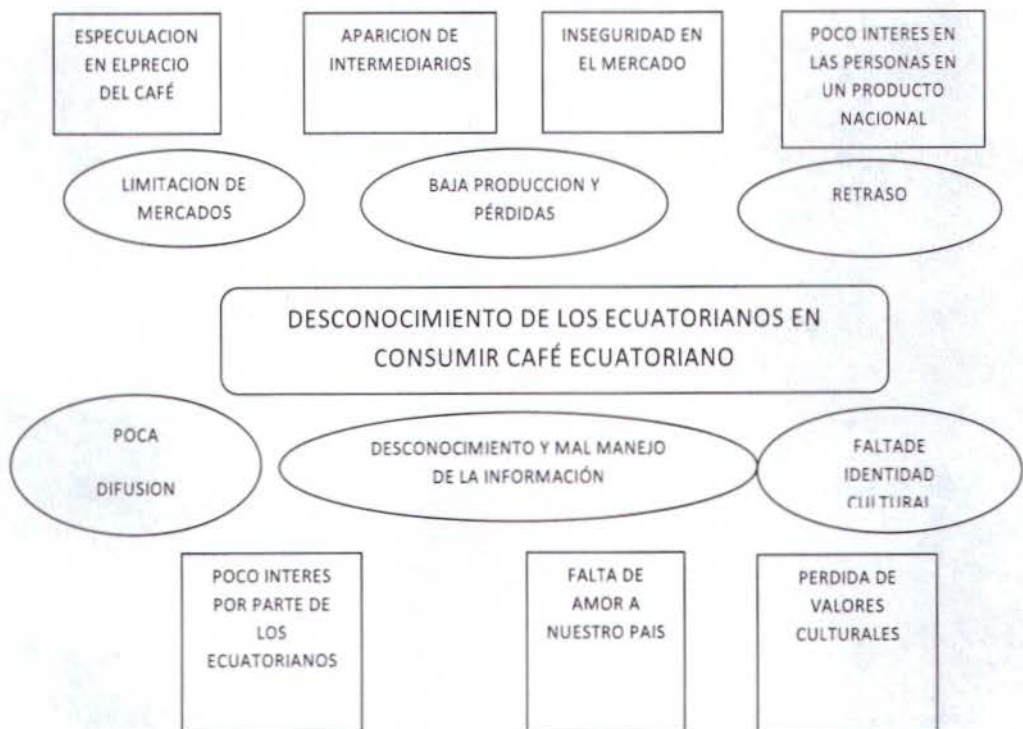 ESPECULACION
EN ELPRECIO
DEL CAFÉ
APARICION DE
INTERMEDIARIOS
INSEGURIDAD EN
EL MERCADO
POCO INTERES EN
LAS PERSONAS EN
UN PRODUCTO
NACIONAL
LIMITACION DE
MERCADOS
BAJA PRODUCCION Y
PÉRDIDAS
RETRASO
DESCONOCIMIENTO DE LOS ECUATORIANOS EN
CONSUMIR CAFÉ ECUATORIANO
POCA
DIFUSION
DESCONOCIMIENTO Y MAL MANEJO
DE LA INFORMACIÓN
FALTADE
IDENTIDAD
CULTURAL
POCO INTERES
POR PARTE DE
LOS
ECUATORIANOS
FALTA DE
AMOR A
NUESTRO PAIS
PERDIDA DE
VALORES
CULTURALES